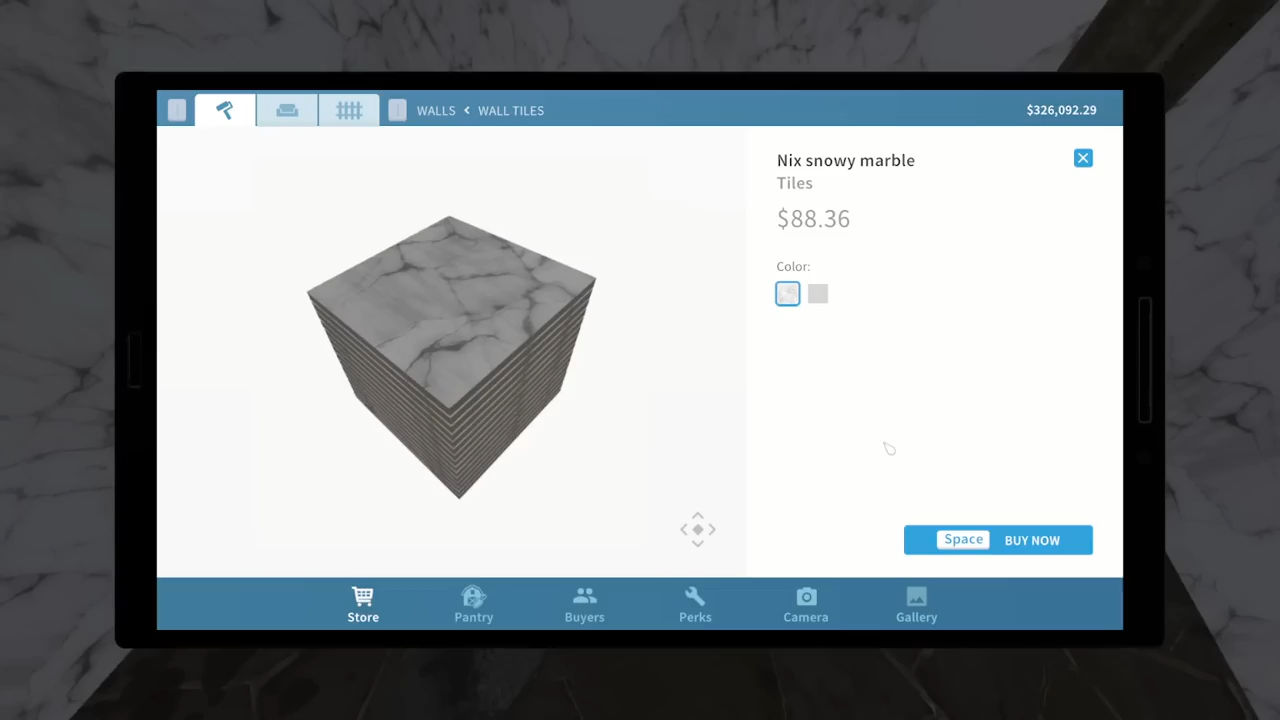 WALLS < WALL TILES
$326,092.29
Nix snowy marble
Tiles
$88.36
Color:
Space BUY NOW
Store
Pantry
Buyers
Perks
Camera
Gallery